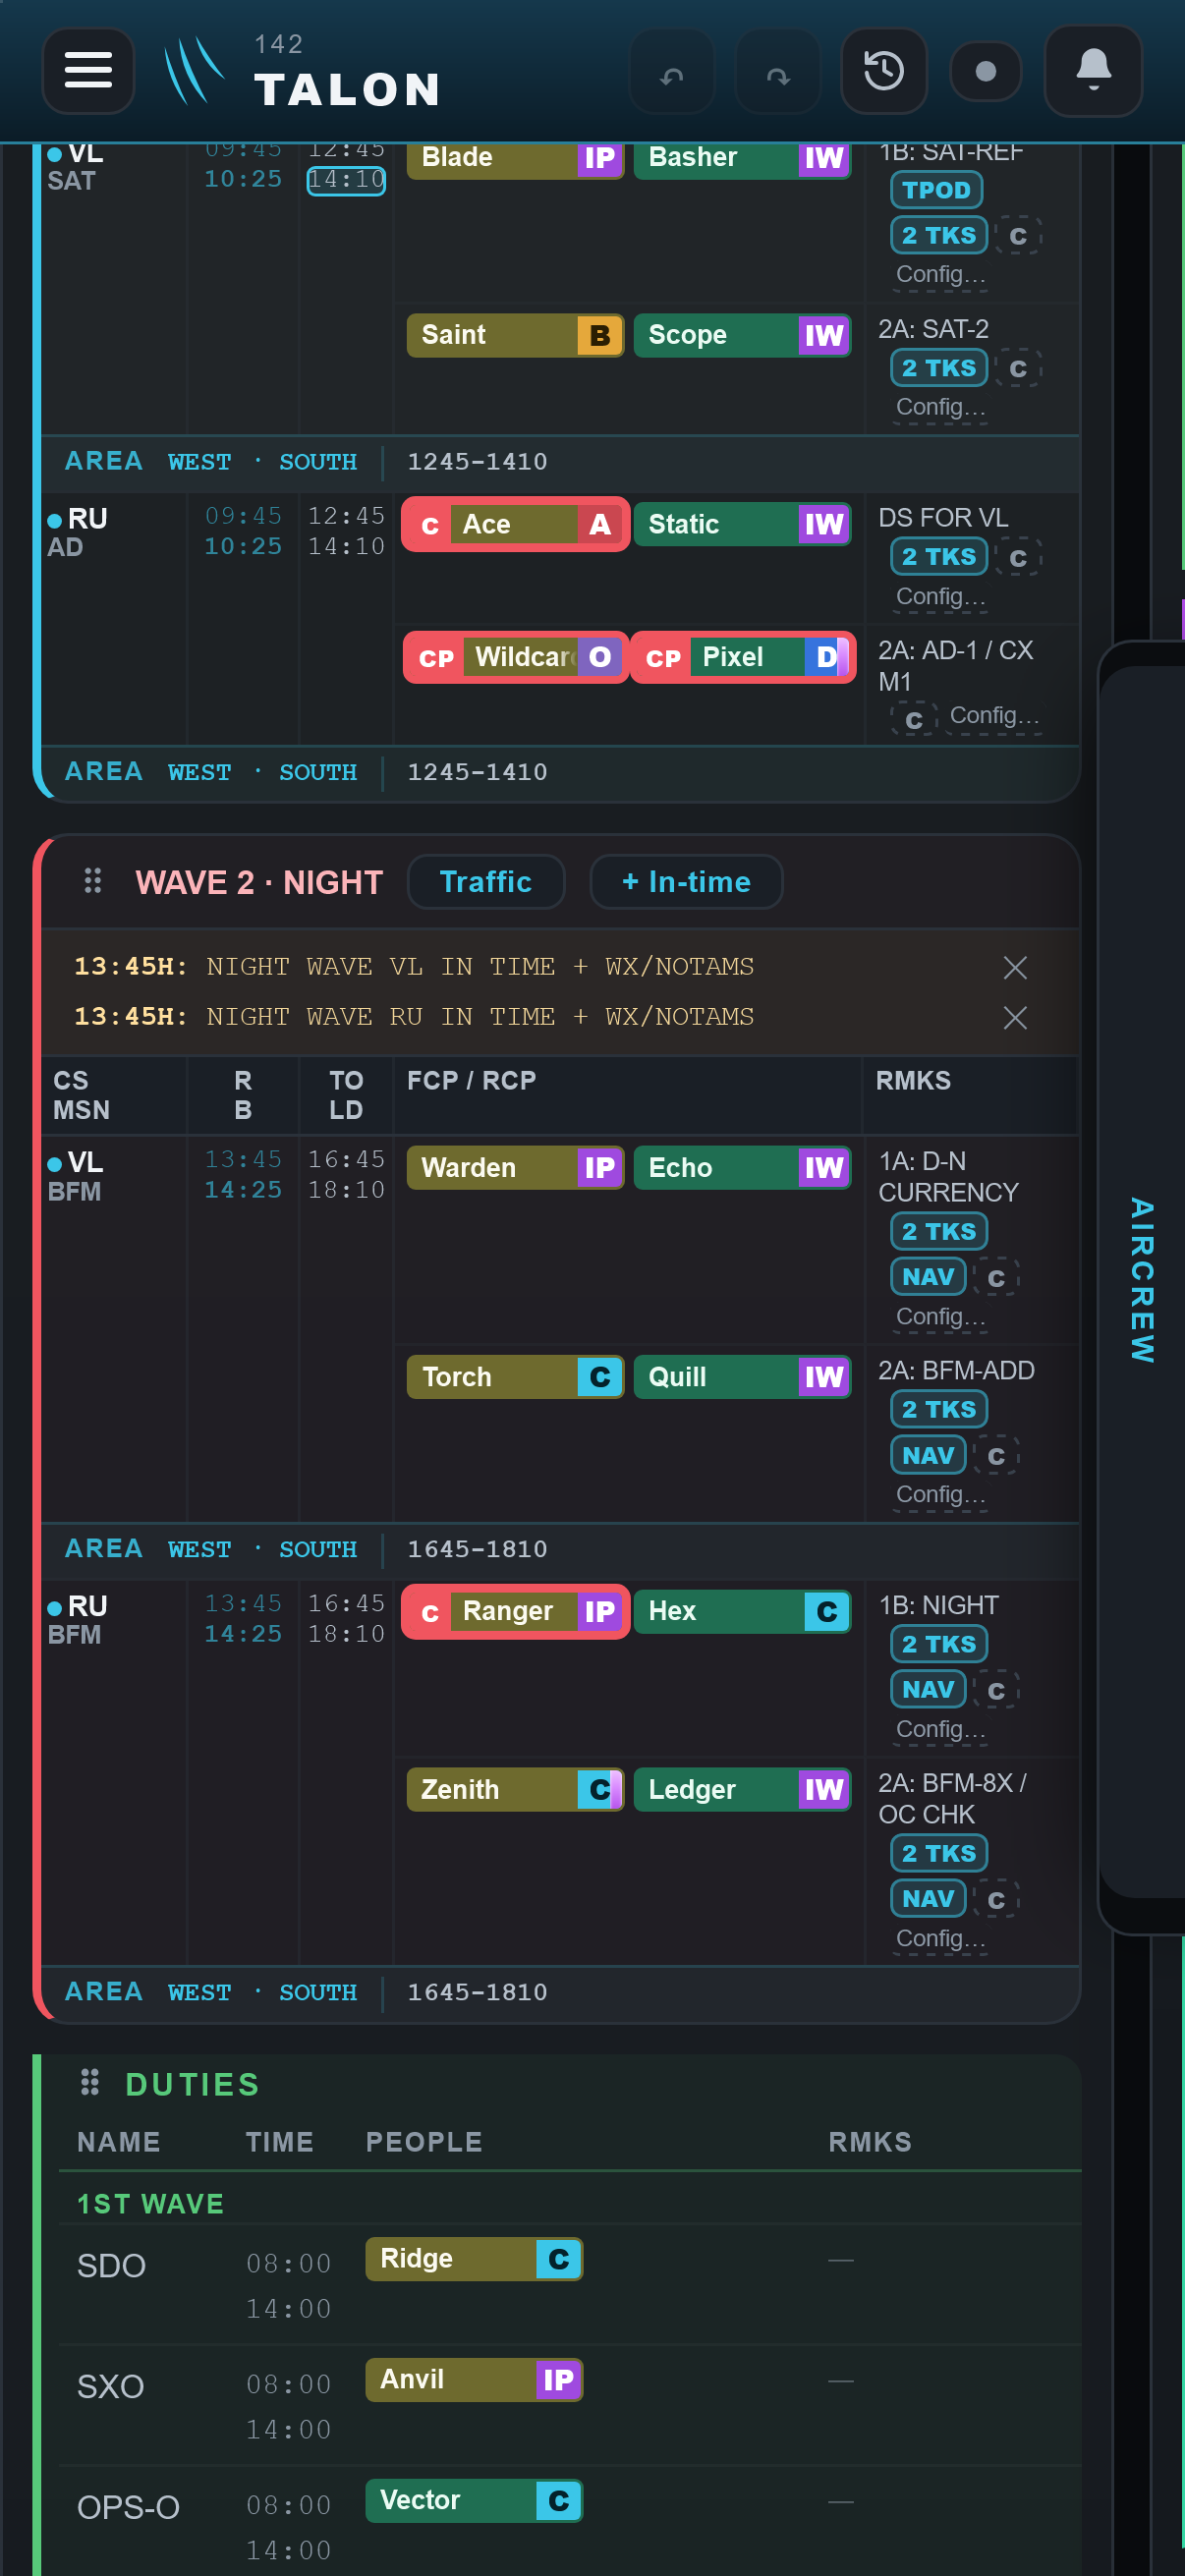 142
TALON
VL 09:45 12:45 Blade IP Basher IW 1B: SAT-REF
SAT 10:25 14:10
TPOD
2 TKS C
Config...
Saint B Scope IW 2A: SAT-2
2 TKS C
Config...
AREA WEST · SOUTH 1245-1410
RU 09:45 12:45 C Ace A Static IW DS FOR VL
AD 10:25 14:10
2 TKS C
Config...
CP Wildcar O CP Pixel D 2A: AD-1 / CX
M1
C Config...
AREA WEST · SOUTH 1245-1410
WAVE 2 · NIGHT Traffic + In-time
13:45H: NIGHT WAVE VL IN TIME + WX/NOTAMS
13:45H: NIGHT WAVE RU IN TIME + WX/NOTAMS
CS R TO FCP / RCP RMKS
MSN B LD
VL 13:45 16:45 Warden IP Echo IW 1A: D-N
BFM 14:25 18:10 CURRENCY
2 TKS
NAV C
Config...
Torch C Quill IW 2A: BFM-ADD
2 TKS
NAV C
Config...
AREA WEST · SOUTH 1645-1810
RU 13:45 16:45 C Ranger IP Hex C 1B: NIGHT
BFM 14:25 18:10
2 TKS
NAV C
Config...
Zenith C Ledger IW 2A: BFM-8X /
OC CHK
2 TKS
NAV C
Config...
AREA WEST · SOUTH 1645-1810
AIRCREW
DUTIES
NAME TIME PEOPLE RMKS
1ST WAVE
SDO 08:00 Ridge C —
14:00
SXO 08:00 Anvil IP —
14:00
OPS-O 08:00 Vector C —
14:00